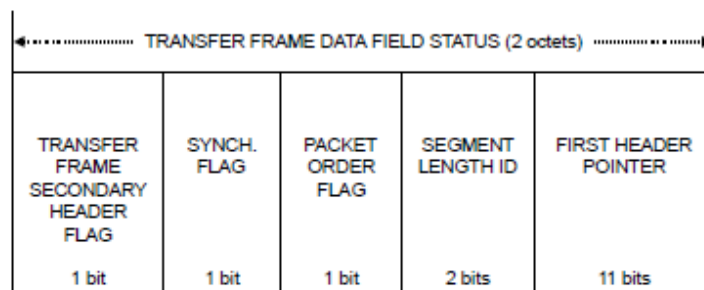 TRANSFER FRAME DATA FIELD STATUS (2 octets)
TRANSFER
FRAME
SECONDARY
HEADER
FLAG
1 bit
SYNCH.
FLAG
1 bit
PACKET
ORDER
FLAG
1 bit
SEGMENT
LENGTH ID
2 bits
FIRST HEADER
POINTER
11 bits